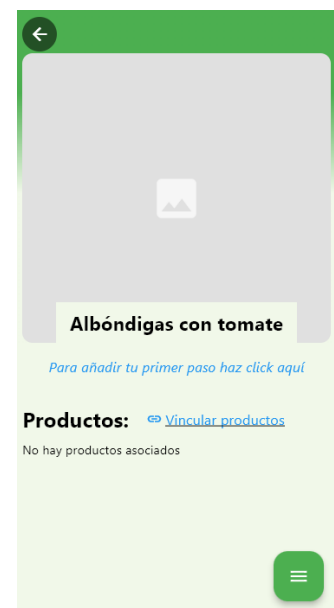 Albóndigas con tomate
Para añadir tu primer paso haz click aquí
Productos: Vincular productos
No hay productos asociados